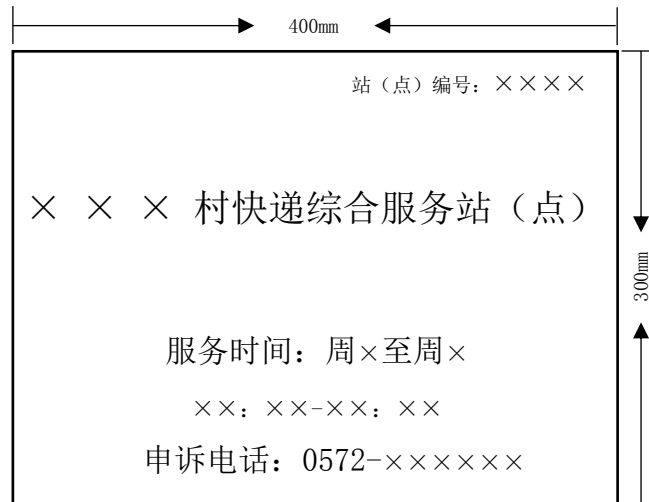 400mm
站（点）编号：××××
× × × 村快递综合服务站（点）
300mm
服务时间：周×至周×
××：××-××：××
申诉电话：0572-××××××